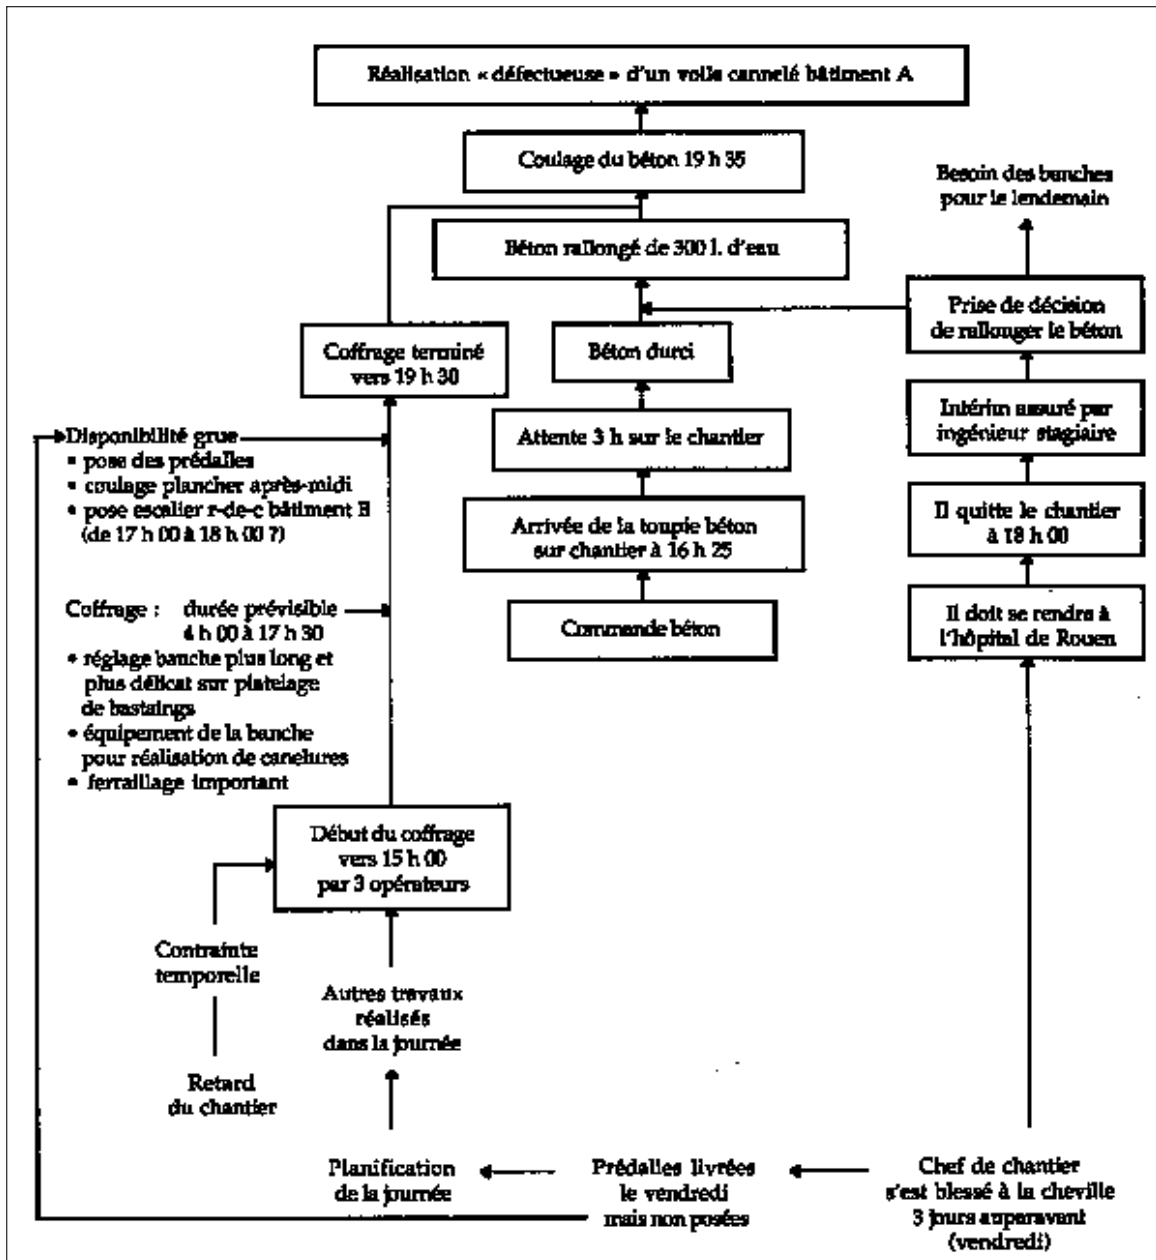 Réalisation « défectueuse » d'un voile cannelé bâtiment A
Coulage du béton 19 h 35
Besoin des banches
pour le lendemain
Béton rallongé de 300 l. d'eau
Prise de décision
de rallonger le béton
Coffrage terminé
vers 19 h 30
Béton durci
Intérim assuré par
ingénieur stagiaire
Attente 3 h sur le chantier
Disponibilité grue
• pose des prédalles
• coulage plancher après-midi
• pose escalier r-de-c bâtiment B
(de 17 h 00 à 18 h 00 ?)
Arrivée de la toupie béton
sur chantier à 16 h 25
Il quitte le chantier
à 18 h 00
Commande béton
Il doit se rendre à
l'hôpital de Rouen
Coffrage : durée prévisible
4 h 00 à 17 h 30
• réglage banche plus long et
plus délicat sur platelage
de bastaings
• équipement de la banche
pour réalisation de canelures
• ferraillage important
Début du coffrage
vers 15 h 00
par 3 opérateurs
Contrainte
temporelle
Autres travaux
réalisés
dans la journée
Retard
du chantier
Planification
de la journée
Prédalles livrées
le vendredi
mais non posées
Chef de chantier
s'est blessé à la cheville
3 jours auparavant
(vendredi)